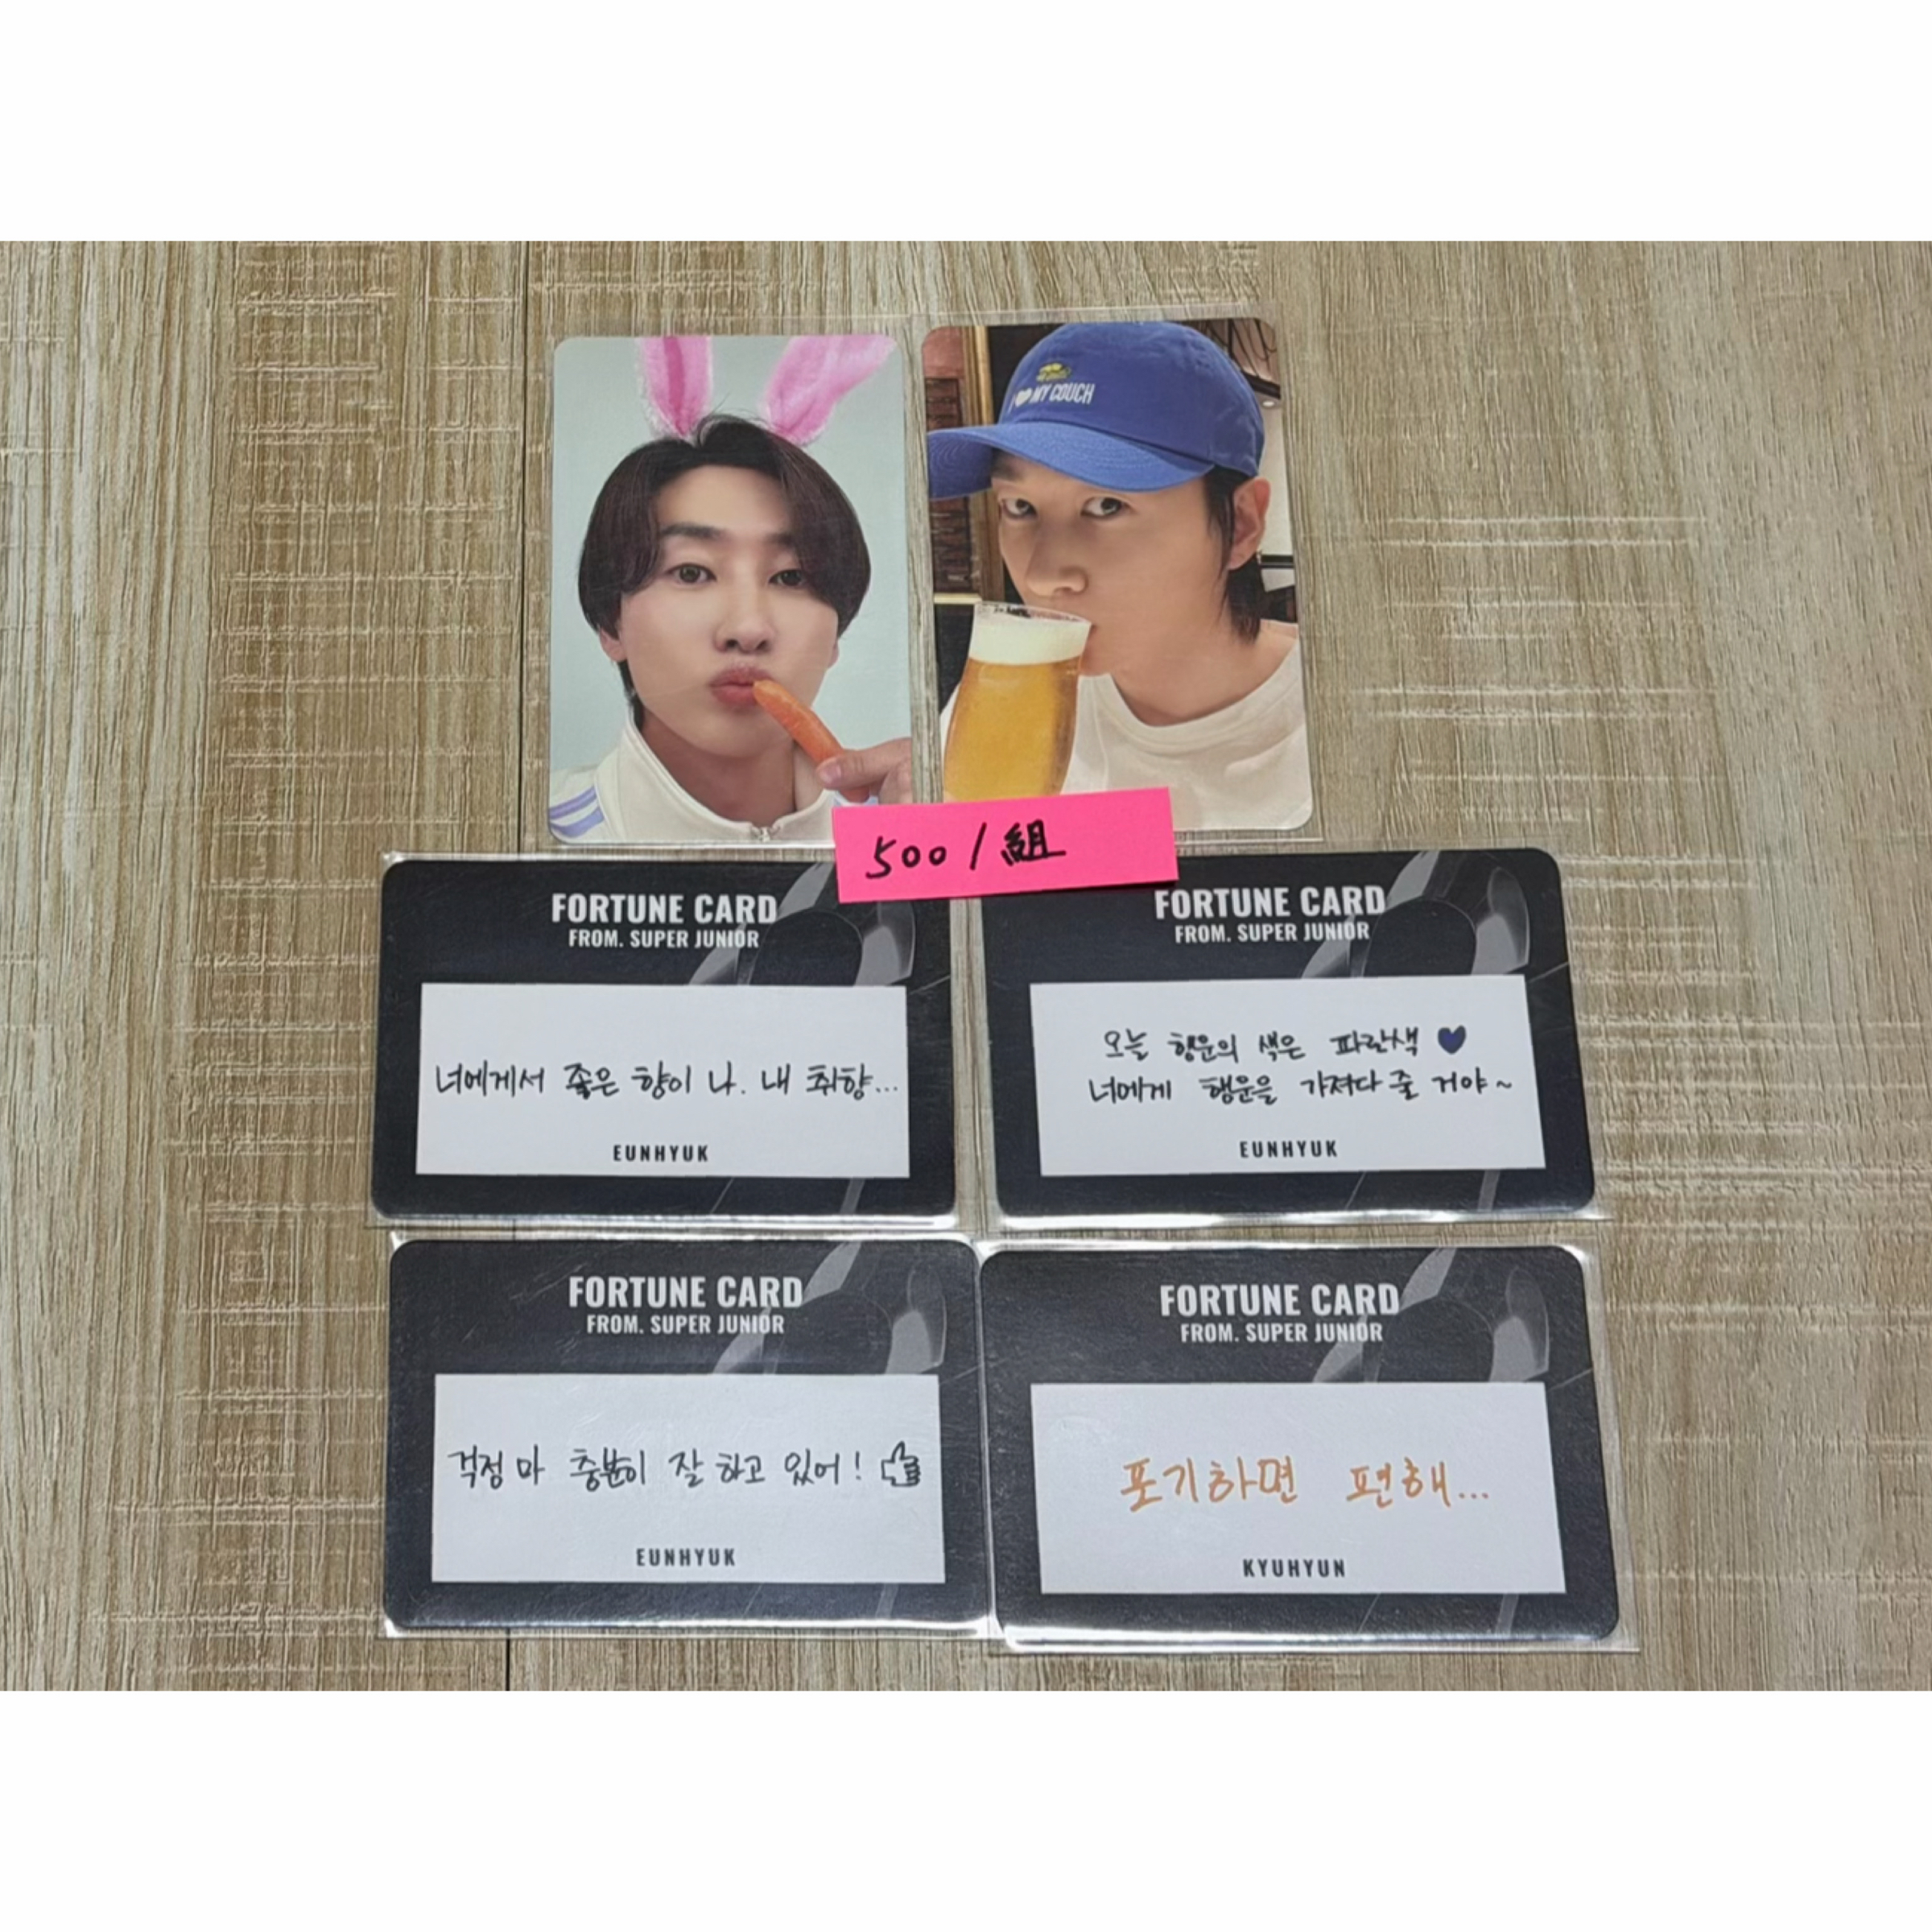 I ♥ MY COUCH
500/組
FORTUNE CARD
FROM. SUPER JUNIOR
너에게서 좋은 향이 나. 내 취향...
EUNHYUK
FORTUNE CARD
FROM. SUPER JUNIOR
오늘 행운의 색은 파란색 ♥
너에게 행운을 가져다 줄 거야~
EUNHYUK
FORTUNE CARD
FROM. SUPER JUNIOR
걱정 마 충분히 잘 하고 있어!
EUNHYUK
FORTUNE CARD
FROM. SUPER JUNIOR
포기하면 편해...
KYUHYUN